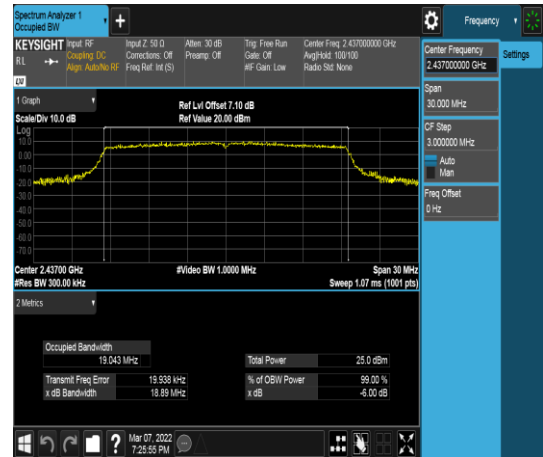 Spectrum Analyzer 1
Occupied BW
+
Frequency
KEYSIGHT
RL
Input: RF
Coupling: DC
Align: Auto/No RF
Input Z: 50 Ω
Corrections: Off
Freq Ref: Int (S)
Atten: 30 dB
Preamp: Off
Trig: Free Run
Gate: Off
#IF Gain: Low
Center Freq: 2.437000000 GHz
Avg|Hold: 100/100
Radio Std: None
LW
Center Frequency
2.437000000 GHz
Settings
Span
30.000 MHz
CF Step
3.000000 MHz
Auto
Man
Freq Offset
0 Hz
1 Graph
Scale/Div 10.0 dB
Ref Lvl Offset 7.10 dB
Ref Value 20.00 dBm
Log
10.0
0.00
-10.0
-20.0
-30.0
-40.0
-50.0
-60.0
-70.0
Center 2.43700 GHz
#Res BW 300.00 kHz
#Video BW 1.0000 MHz
Span 30 MHz
Sweep 1.07 ms (1001 pts)
2 Metrics
Occupied Bandwidth
19.043 MHz
Total Power 25.0 dBm
Transmit Freq Error 19.938 kHz
% of OBW Power 99.00 %
x dB Bandwidth 18.89 MHz
x dB -6.00 dB
?
Mar 07, 2022
7:25:55 PM